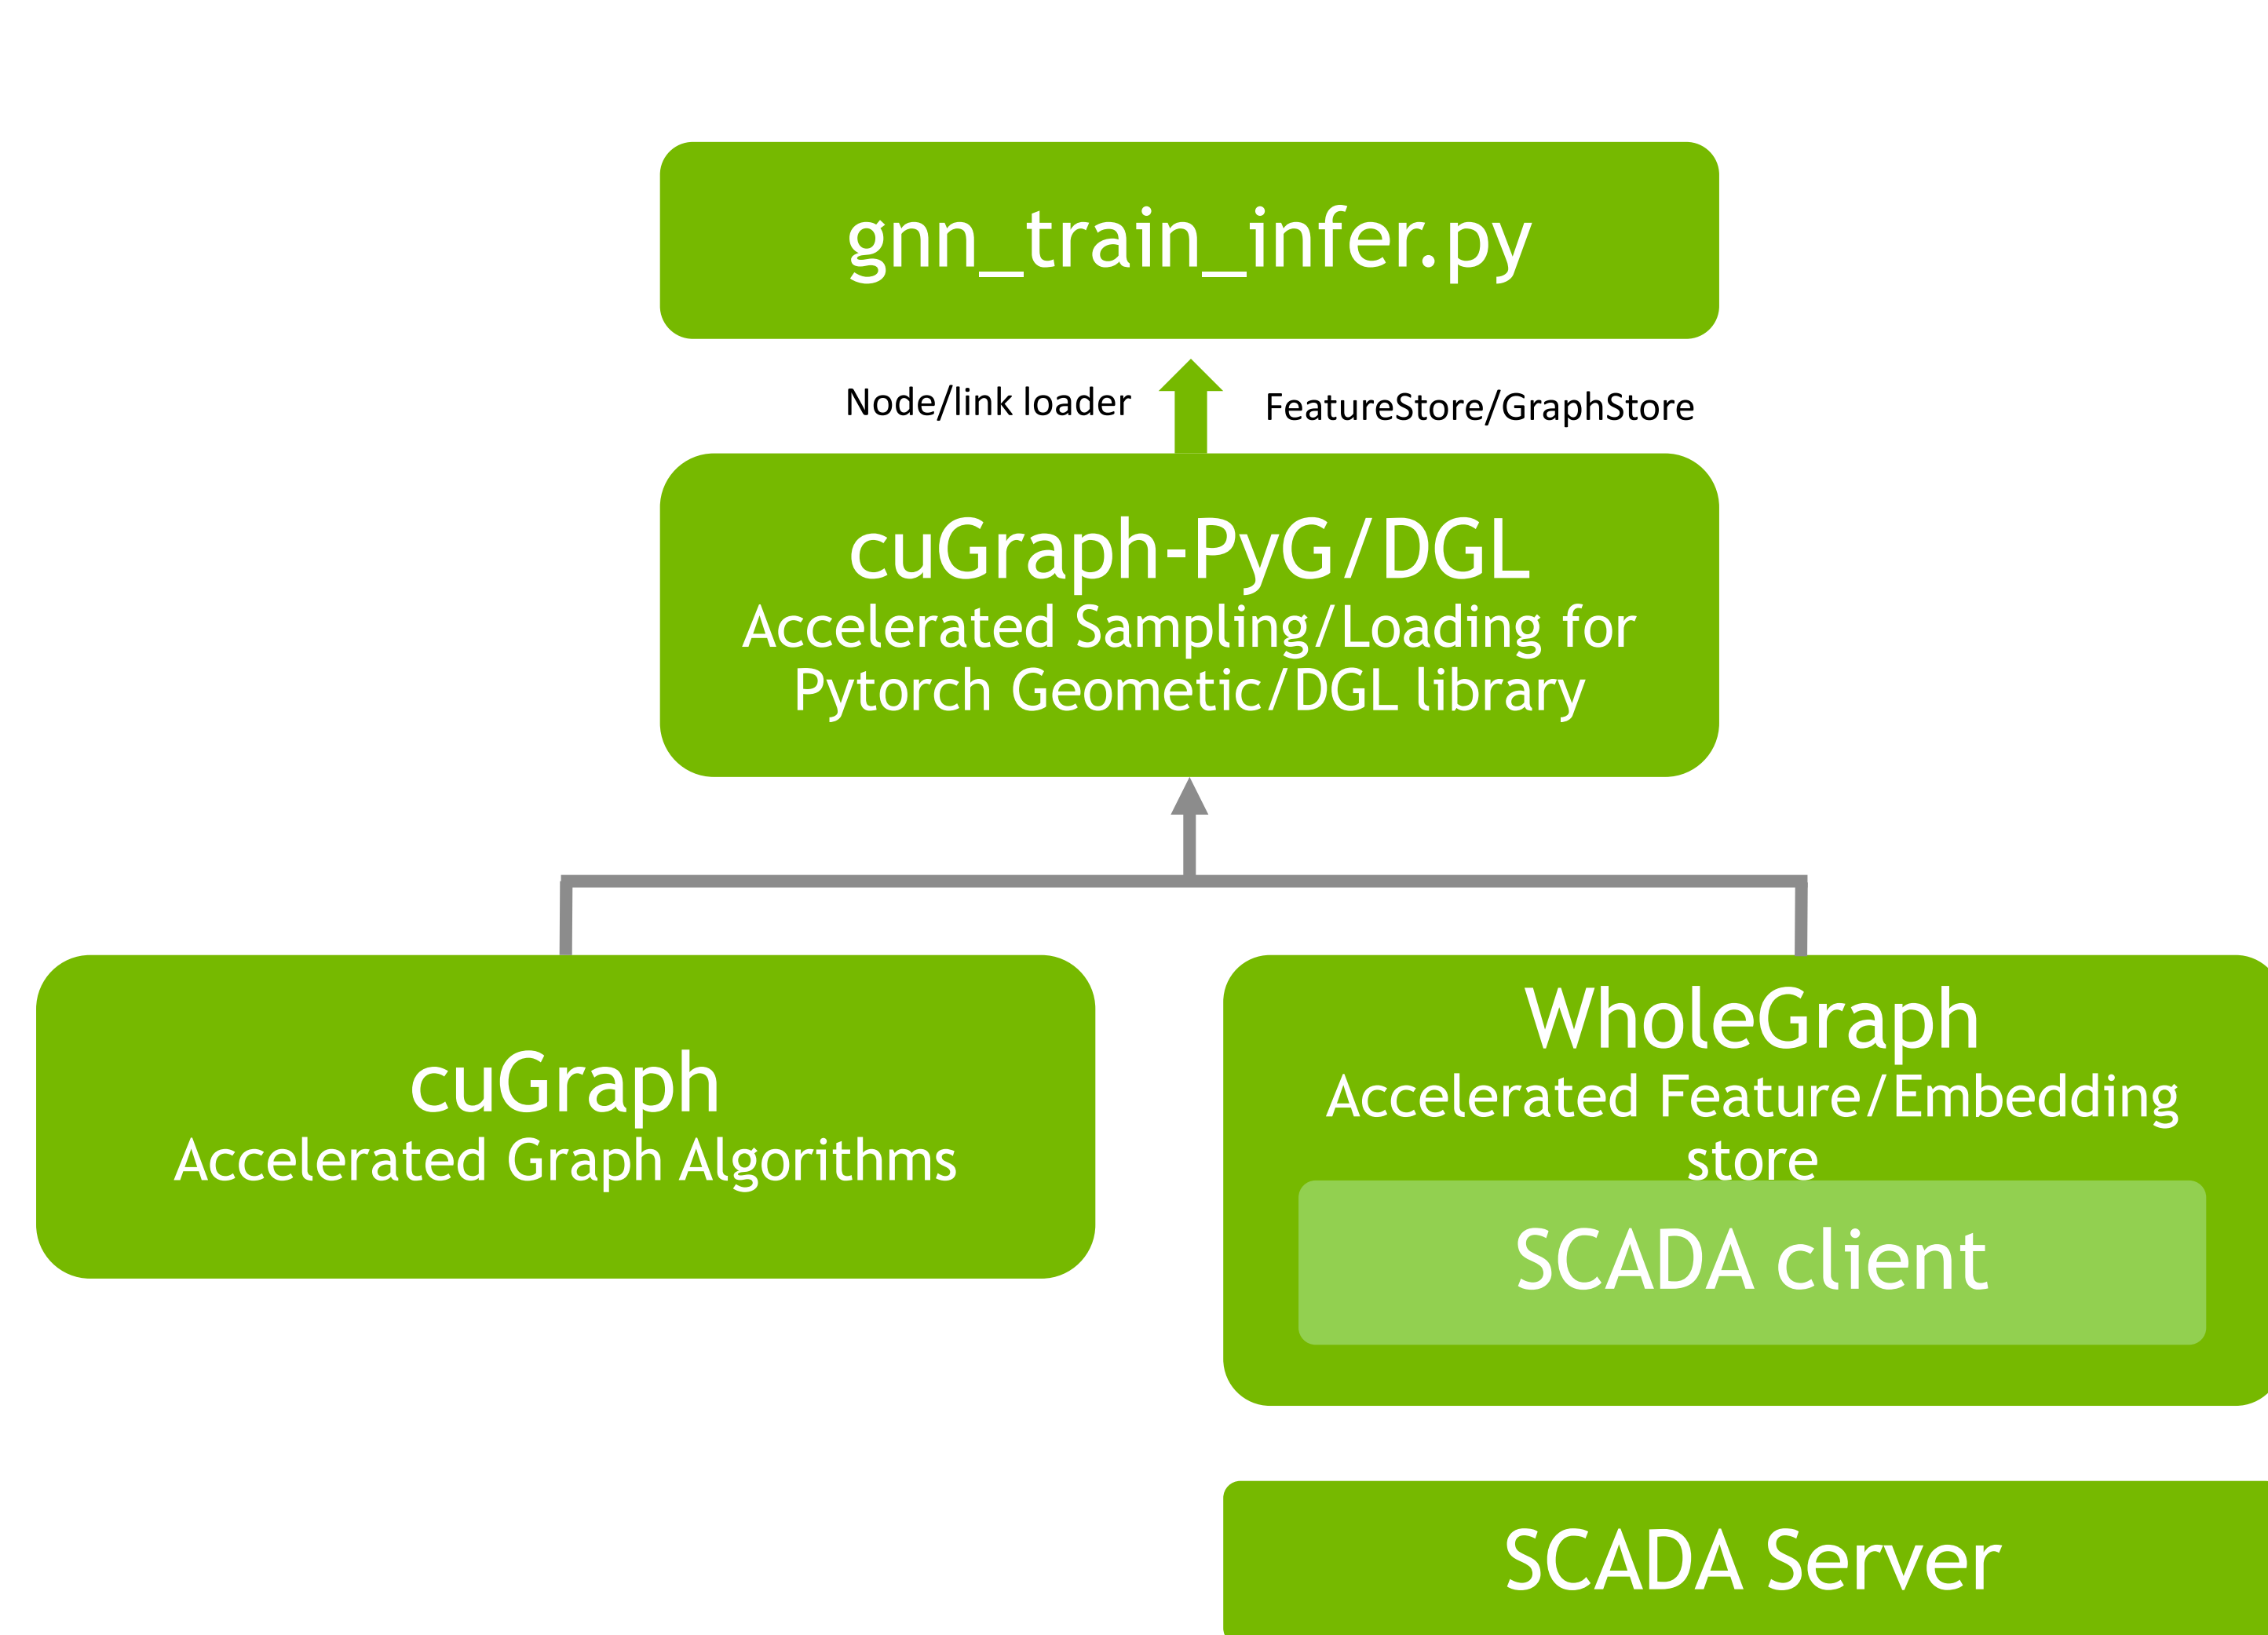 gnn_train_infer.py
Node/link loader
FeatureStore/GraphStore
cuGraph-PyG/DGL
Accelerated Sampling/Loading for
Pytorch Geometic/DGL library
cuGraph
Accelerated Graph Algorithms
WholeGraph
Accelerated Feature/Embedding
store
SCADA client
SCADA Server